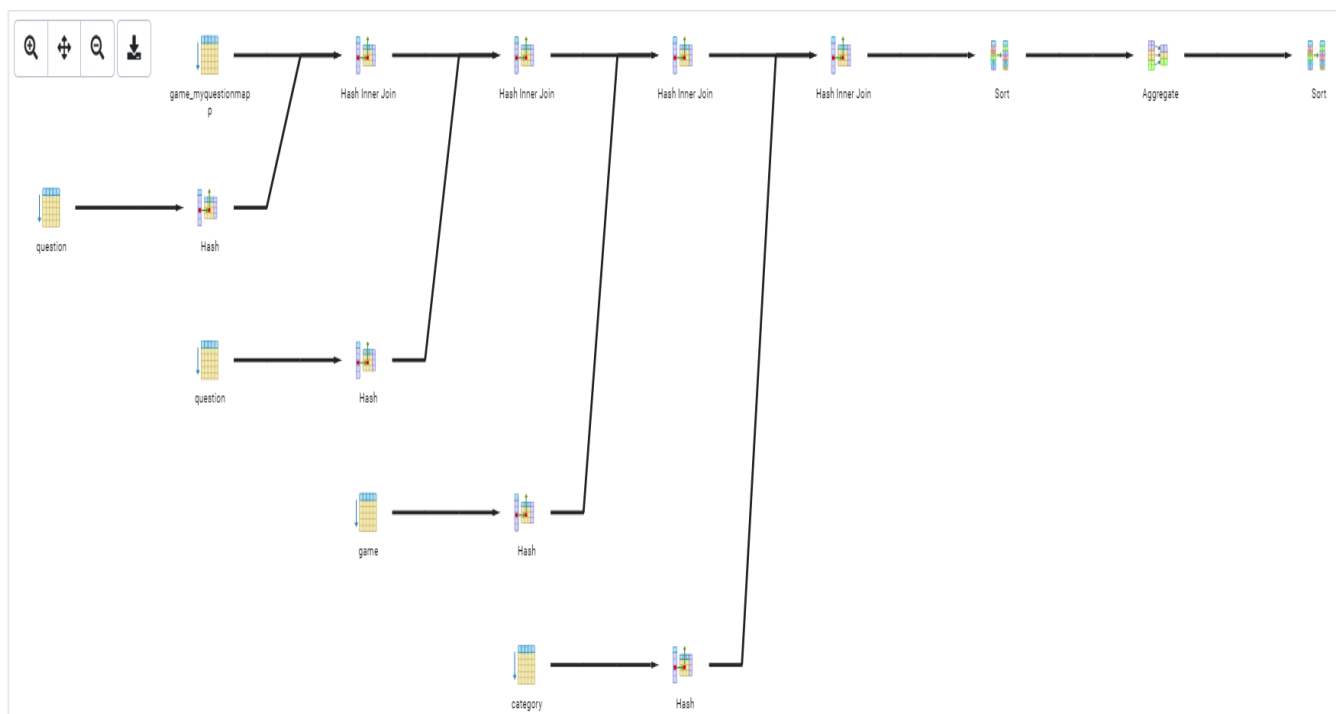 game_myquestionmap
p
Hash Inner Join
Hash Inner Join
Hash Inner Join
Hash Inner Join
Sort
Aggregate
Sort
question
Hash
question
Hash
game
Hash
category
Hash